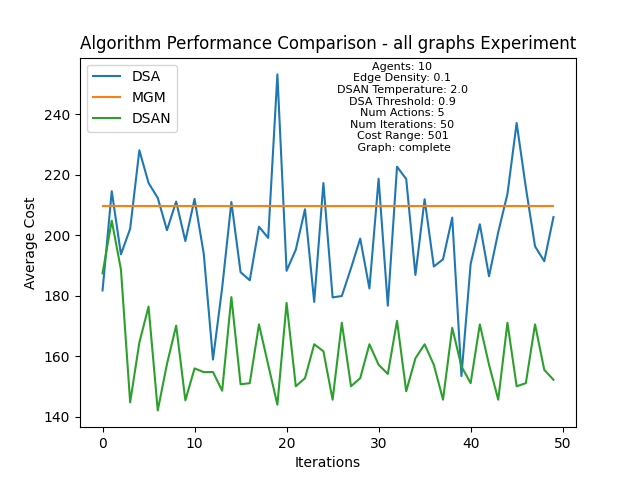 Algorithm Performance Comparison - all graphs Experiment
DSA
MGM
DSAN
Agents: 10
Edge Density: 0.1
DSAN Temperature: 2.0
DSA Threshold: 0.9
Num Actions: 5
Num Iterations: 50
Cost Range: 501
Graph: complete
Average Cost
240
220
200
180
160
140
0 10 20 30 40 50
Iterations